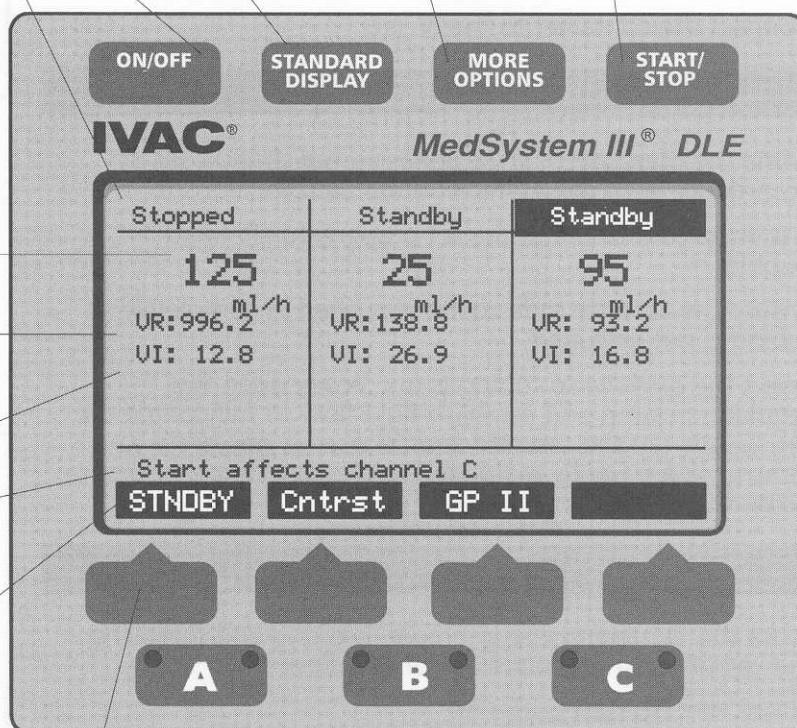 ON/OFF
STANDARD
DISPLAY
MORE
OPTIONS
START/
STOP
IVAC®
MedSystem III® DLE
Stopped
Standby
Standby
125
ml/h
25
ml/h
95
ml/h
VR:996.2
VR:138.8
VR: 93.2
VI: 12.8
VI: 26.9
VI: 16.8
Start affects channel C
STNDBY
Cntrst
GP II
A
B
C